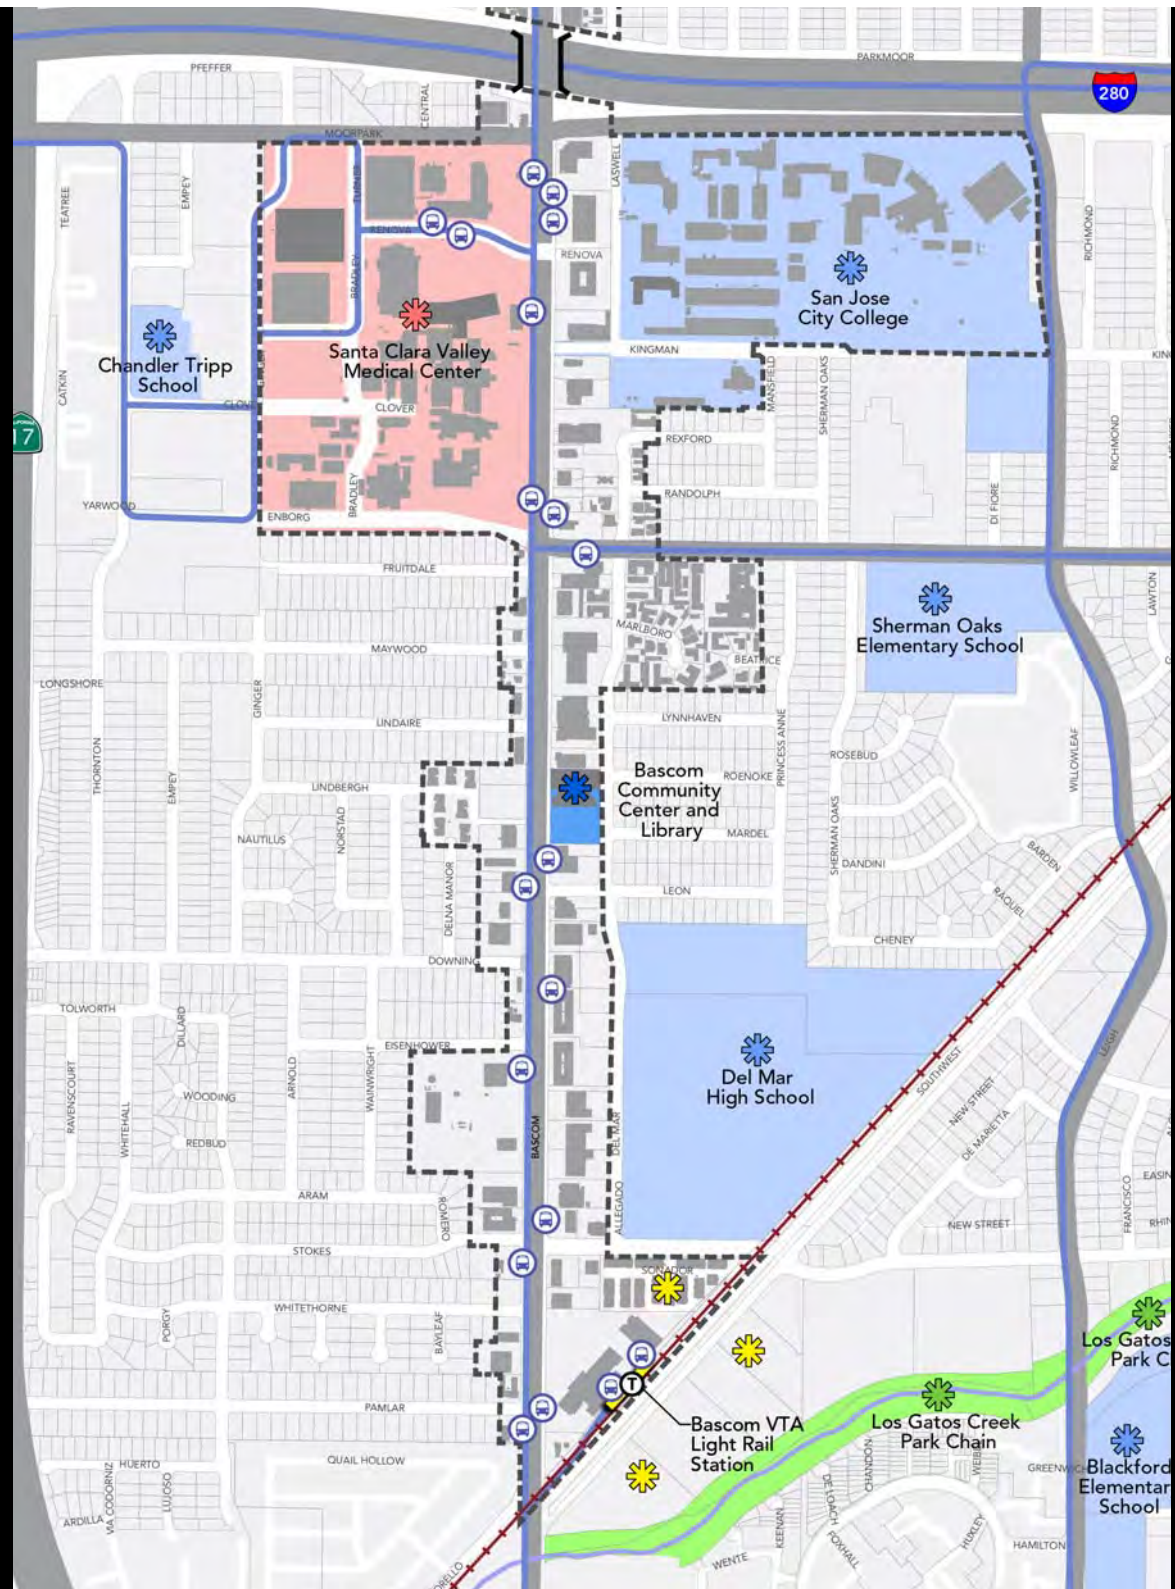 PARKMOOR
PFEFFER
280
CENTRAL
MOORPARK
LASWELL
TEATREE
EMPEY
TURNER
RENOVA
RENOVA
RICHMOND
BRADLEY
San Jose
City College
Santa Clara Valley
Medical Center
Chandler Tripp
School
KINGMAN
CATKIN
MANSFIELD
SHERMAN OAKS
CLOVER
17
REXFORD
RICHMOND
RANDOLPH
BRADLEY
YARWOOD
ENBORG
DI FIORE
FRUITDALE
LAWTON
Sherman Oaks
Elementary School
MARLBORO
MAYWOOD
BEATRICE
LONGSHORE
GINGER
LINDAIRE
LYNNHAVEN
PRINCESS ANNE
THORNTON
EMPEY
ROSEBUD
WILLOWLEAF
Bascom
Community
Center and
Library
ROENOKE
LINDBERGH
NORSTAD
NAUTILUS
MARDEL
SHERMAN OAKS
BARDEN
DANDINI
DELNA MANOR
LEON
RAQUEL
CHENEY
DOWNING
TOLWORTH
DILLARD
EISENHOWER
LEIGH
Del Mar
High School
SOUTHWEST
RAVENSCOURT
WHITEHALL
WOODING
ARNOLD
WAINWRIGHT
NEW STREET
DE MARIETTA
REDBUD
BASCOM
DEL MAR
ARAM
ROMERO
ALLEGADO
FRANCISCO
NEW STREET
STOKES
SONADOR
WHITETHORNE
PORGY
BAYLEAF
Los Gatos
Park C
PAMLAR
Bascom VTA
Light Rail
Station
T
Los Gatos Creek
Park Chain
QUAIL HOLLOW
HUERTO
VIA CODORNIZ
LUJOSO
ARDILLA
CHANDON
DE LOACH
Blackford
Elementar
School
KEENAN
FOXHALL
HUXLEY
HAMILTON
WENTE